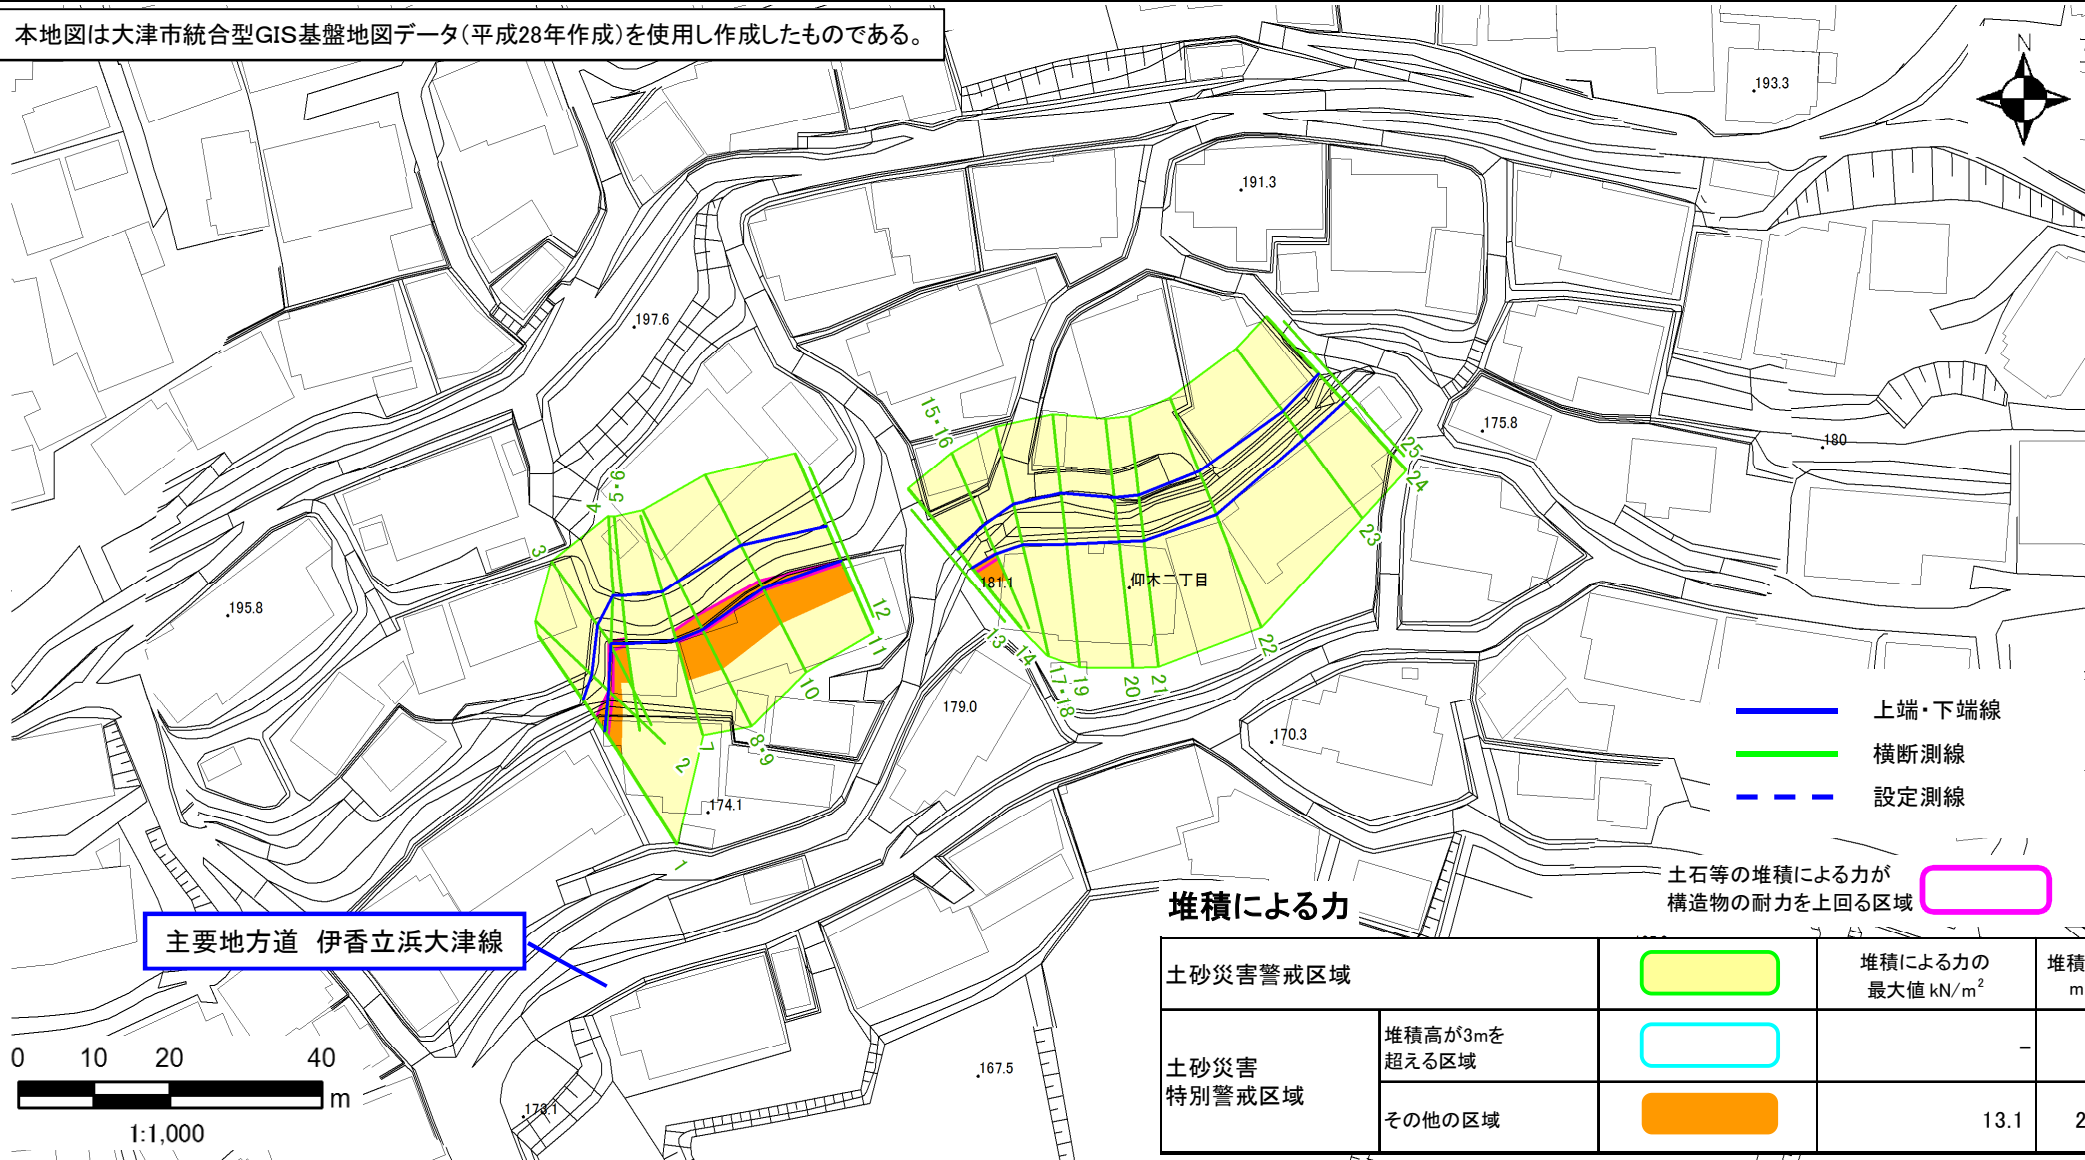 本地図は大津市統合型GIS基盤地図データ(平成28年作成)を使用し作成したものである。
N
193.3
191.3
197.6
175.8
180
15・16
25
24
5・6
4
3
23
195.8
181.1
仰木二丁目
12
11
13
14
22
17・18
19
20
21
10
179.0
170.3
7
8・9
2
174.1
1
上端・下端線
横断測線
設定測線
土石等の堆積による力が
構造物の耐力を上回る区域
主要地方道 伊香立浜大津線
堆積による力
土砂災害警戒区域
堆積による力の
最大値 kN/m²
堆積
m
土砂災害
特別警戒区域
堆積高が3mを
超える区域
−
その他の区域
13.1
2
0 10 20 40
m
1:1,000
173.1
167.5